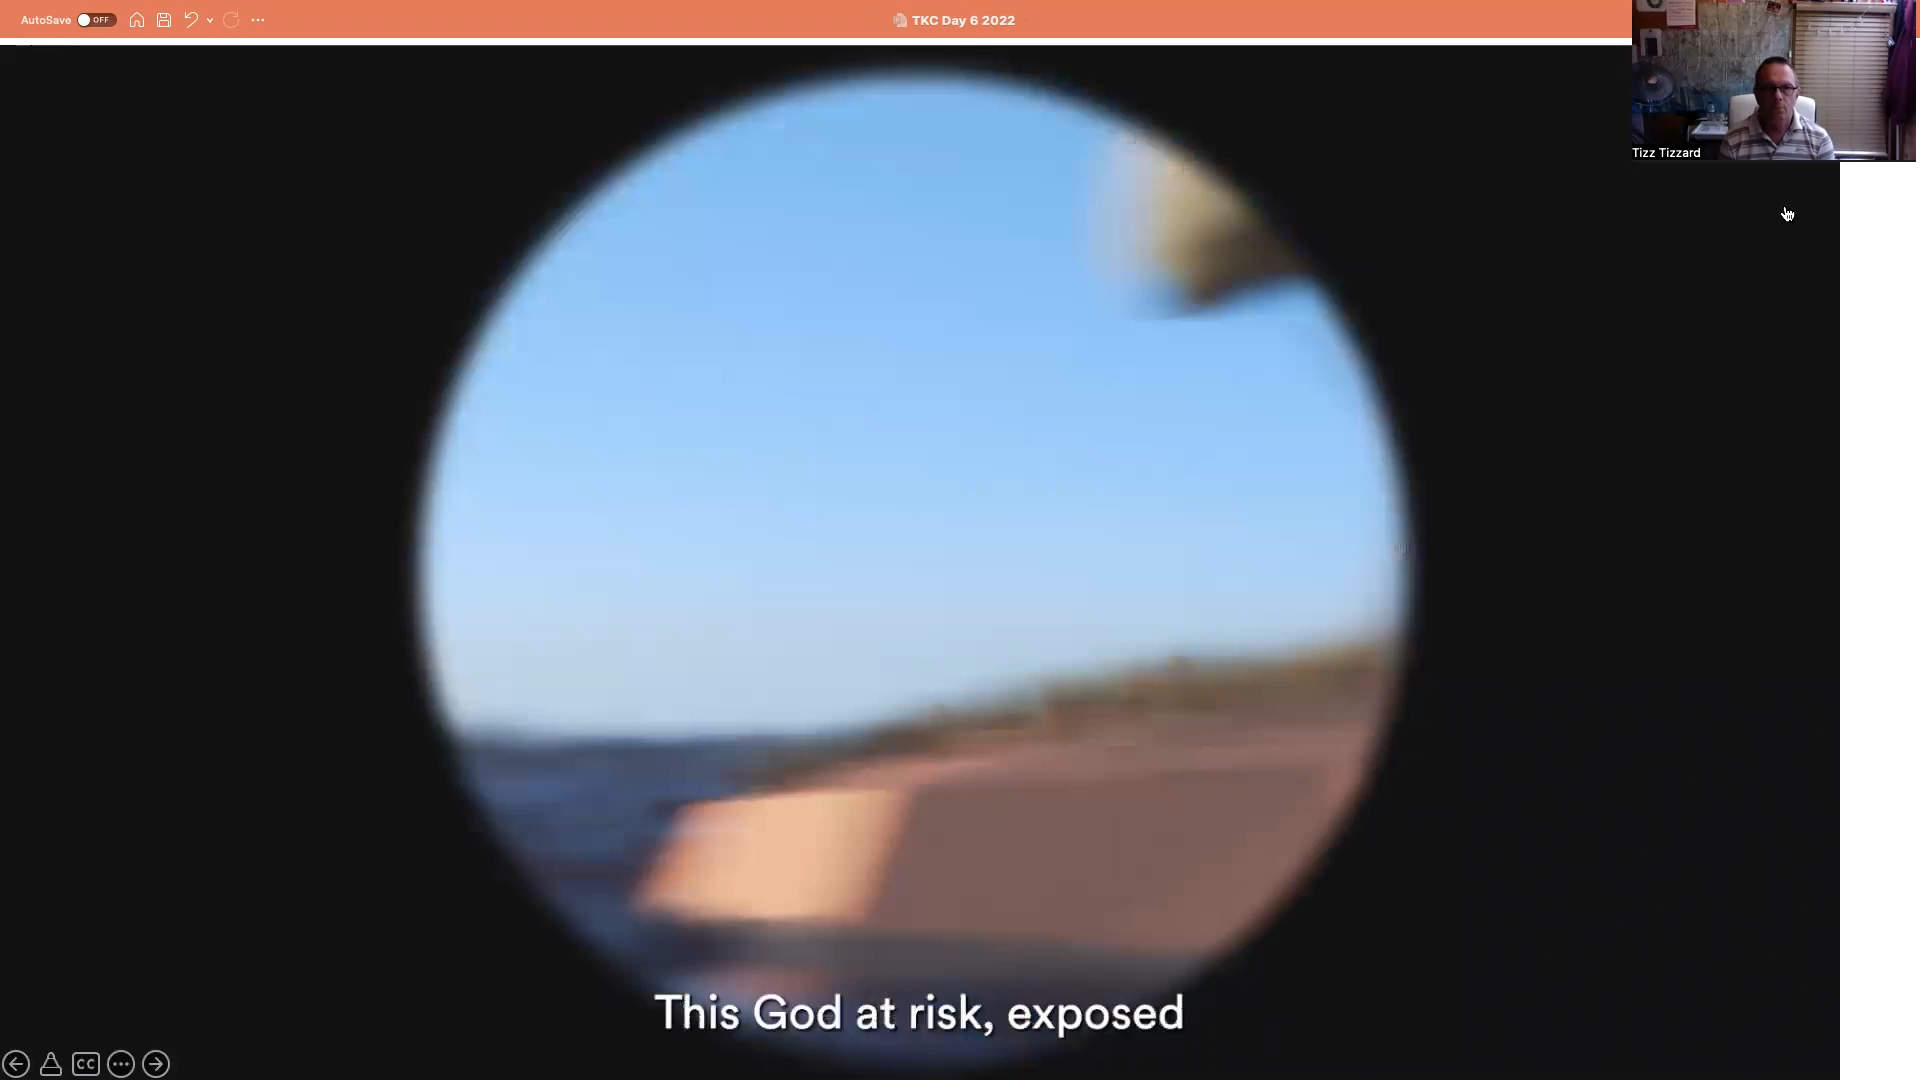 AutoSave OFF
TKC Day 6 2022
Tizz Tizzard
This God at risk, exposed
CC